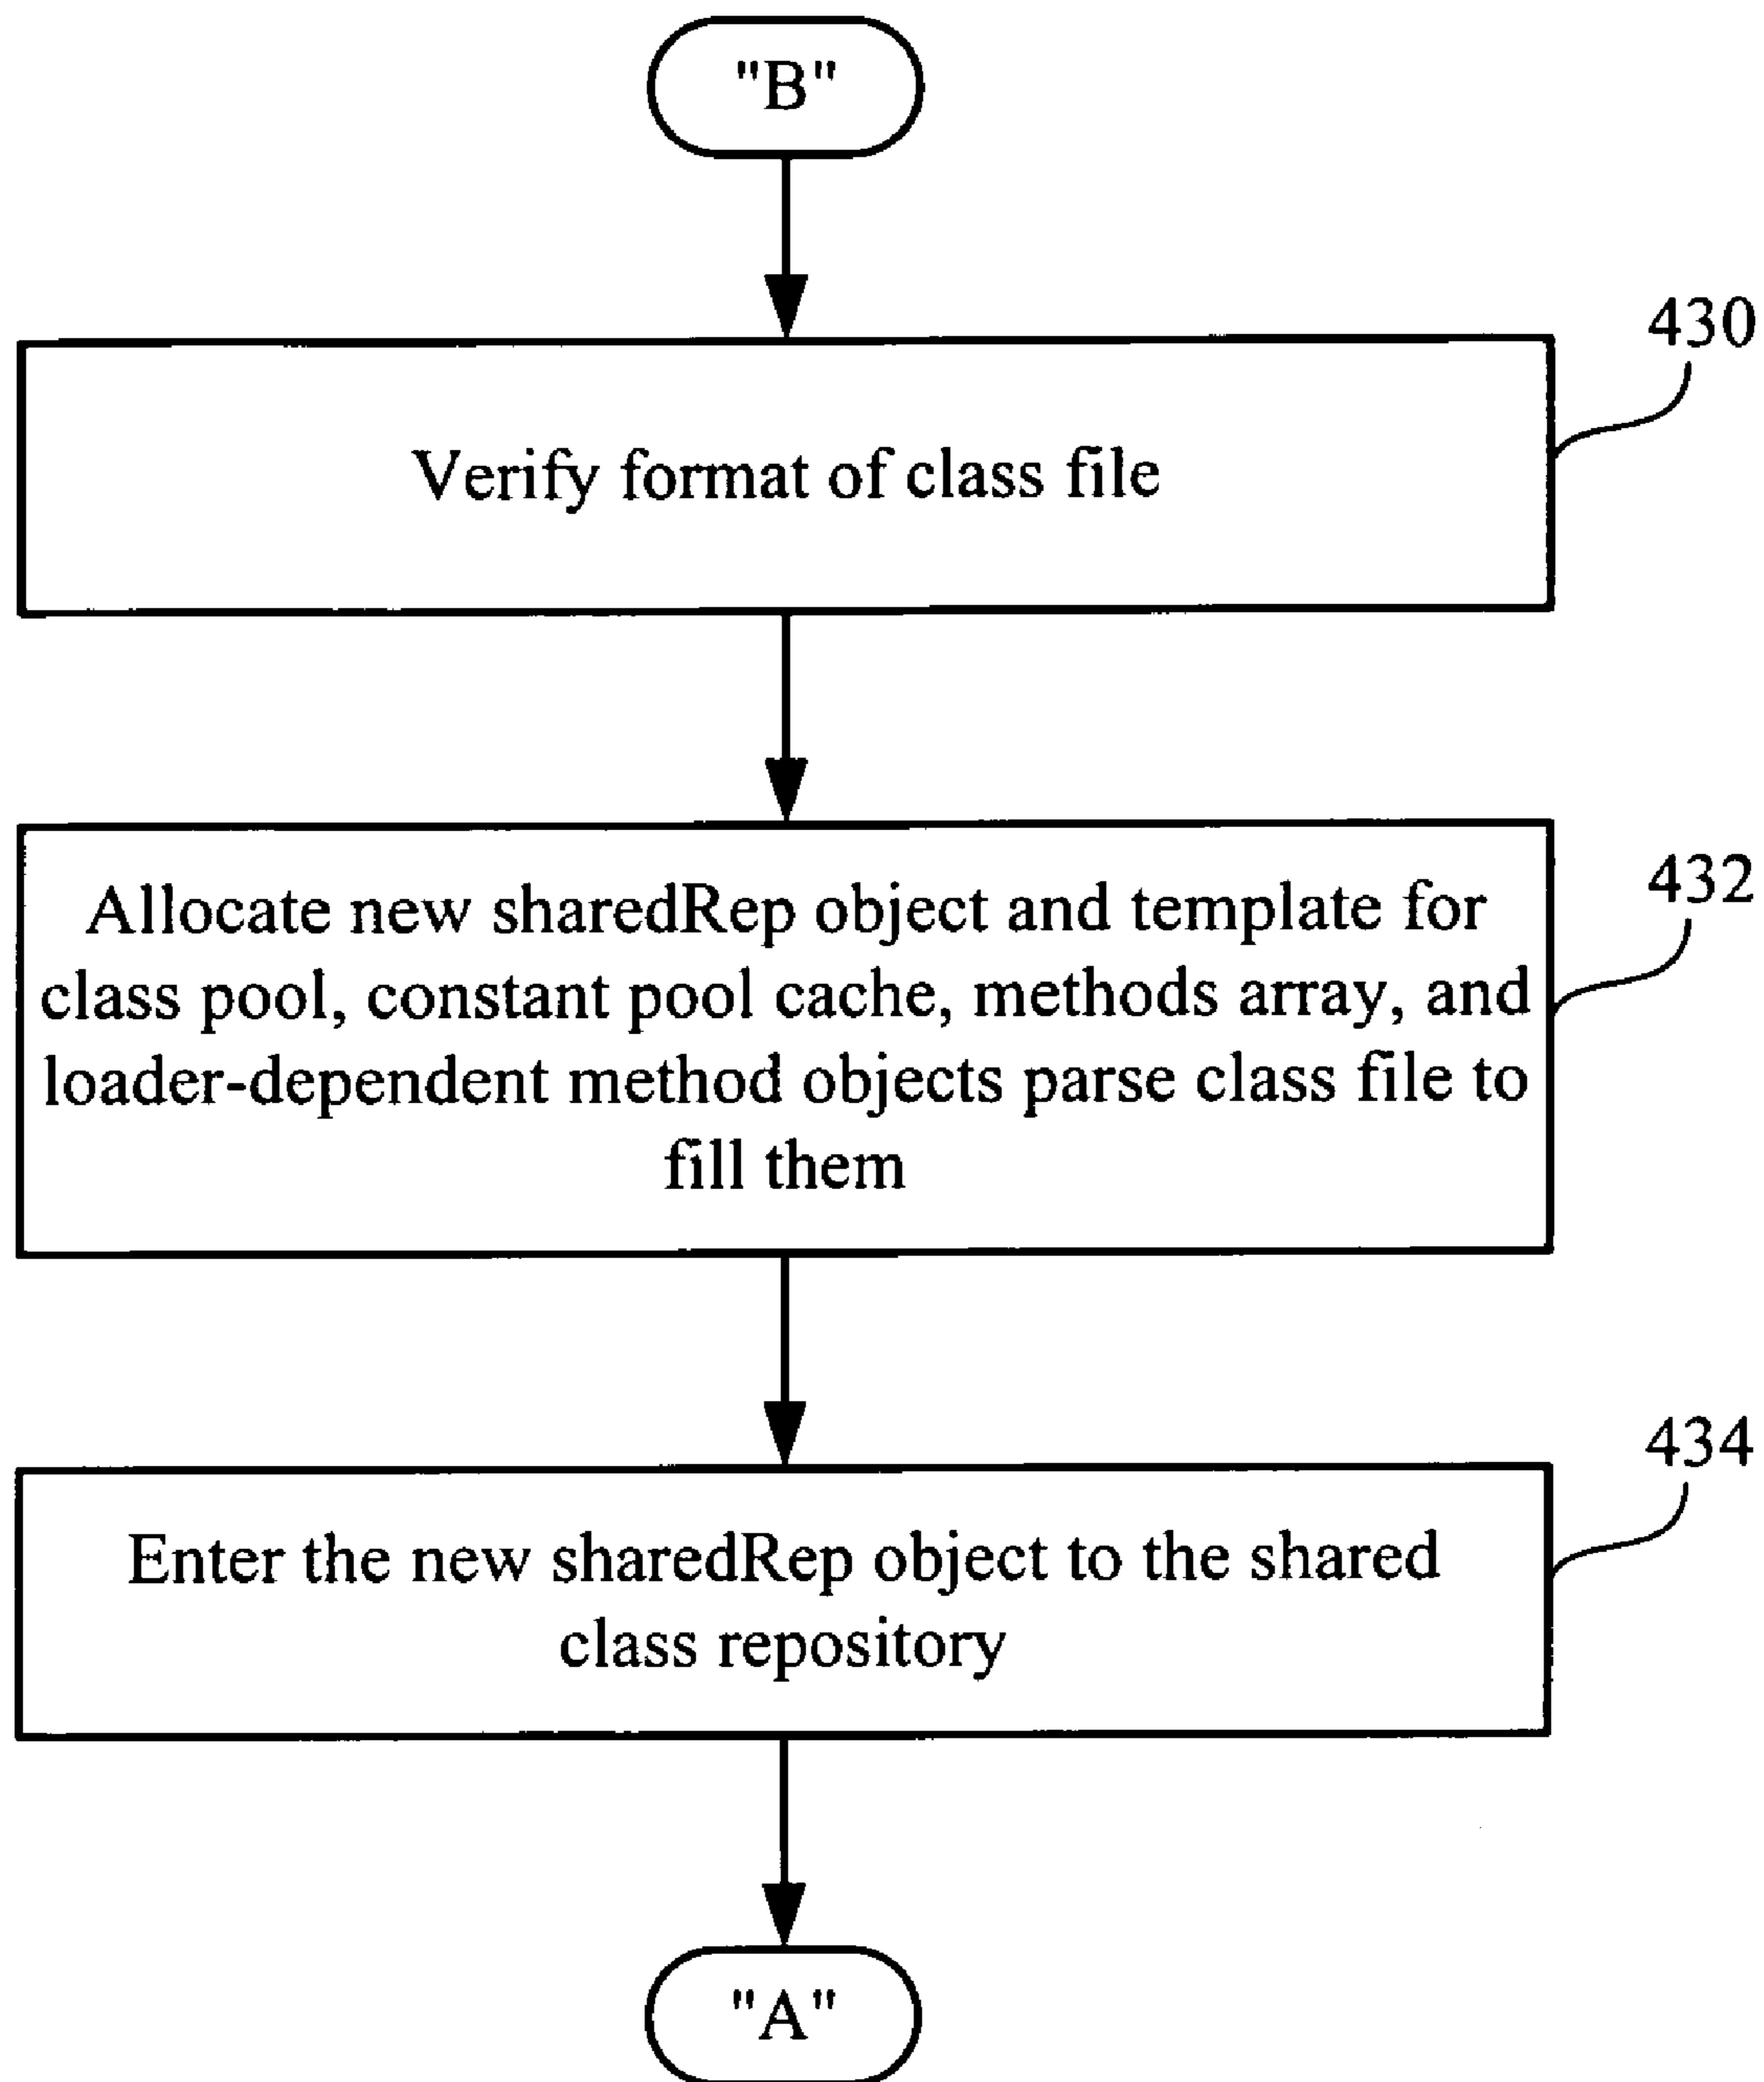 "B"
430
Verify format of class file
432
Allocate new sharedRep object and template for
class pool, constant pool cache, methods array, and
loader-dependent method objects parse class file to
fill them
434
Enter the new sharedRep object to the shared
class repository
"A"